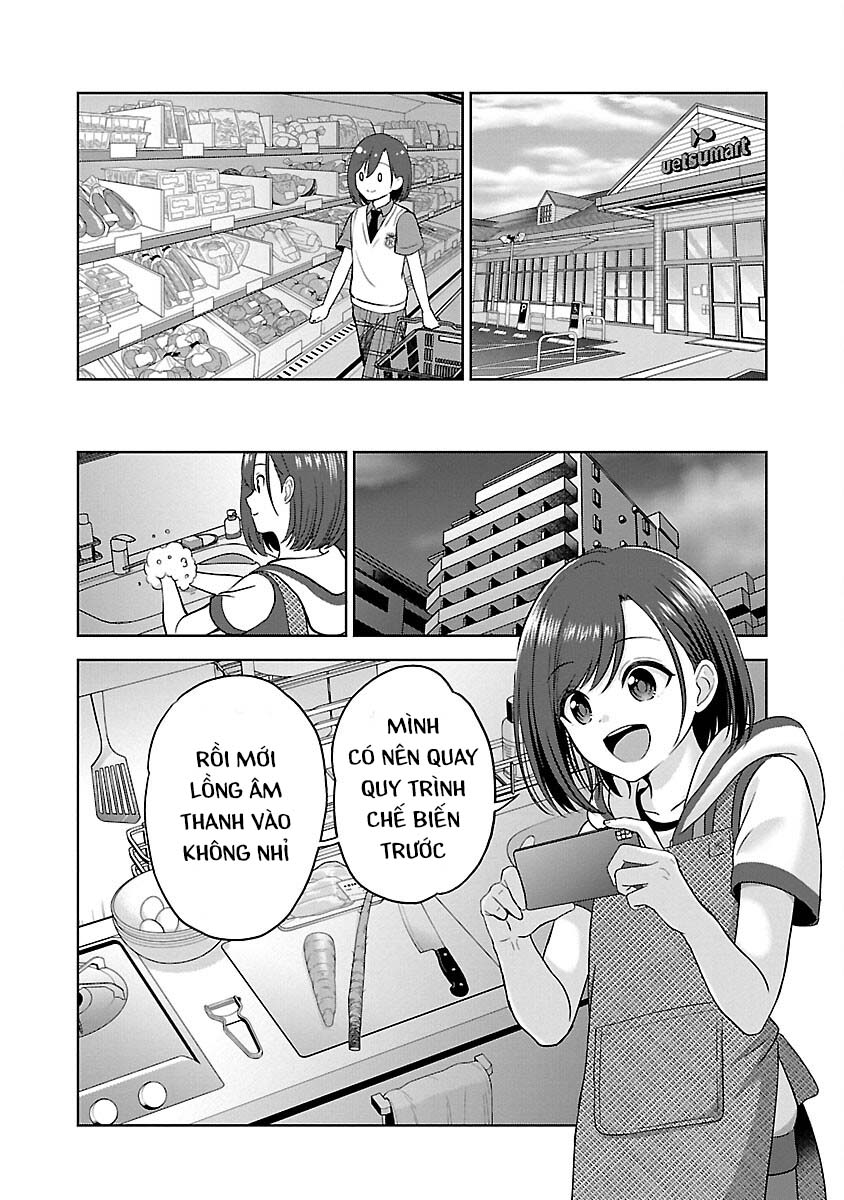 uetsumart
MÌNH
CÓ NÊN QUAY
QUY TRÌNH
CHẾ BIẾN
TRƯỚC
RỒI MỚI
LỒNG ÂM
THANH VÀO
KHÔNG NHỈ